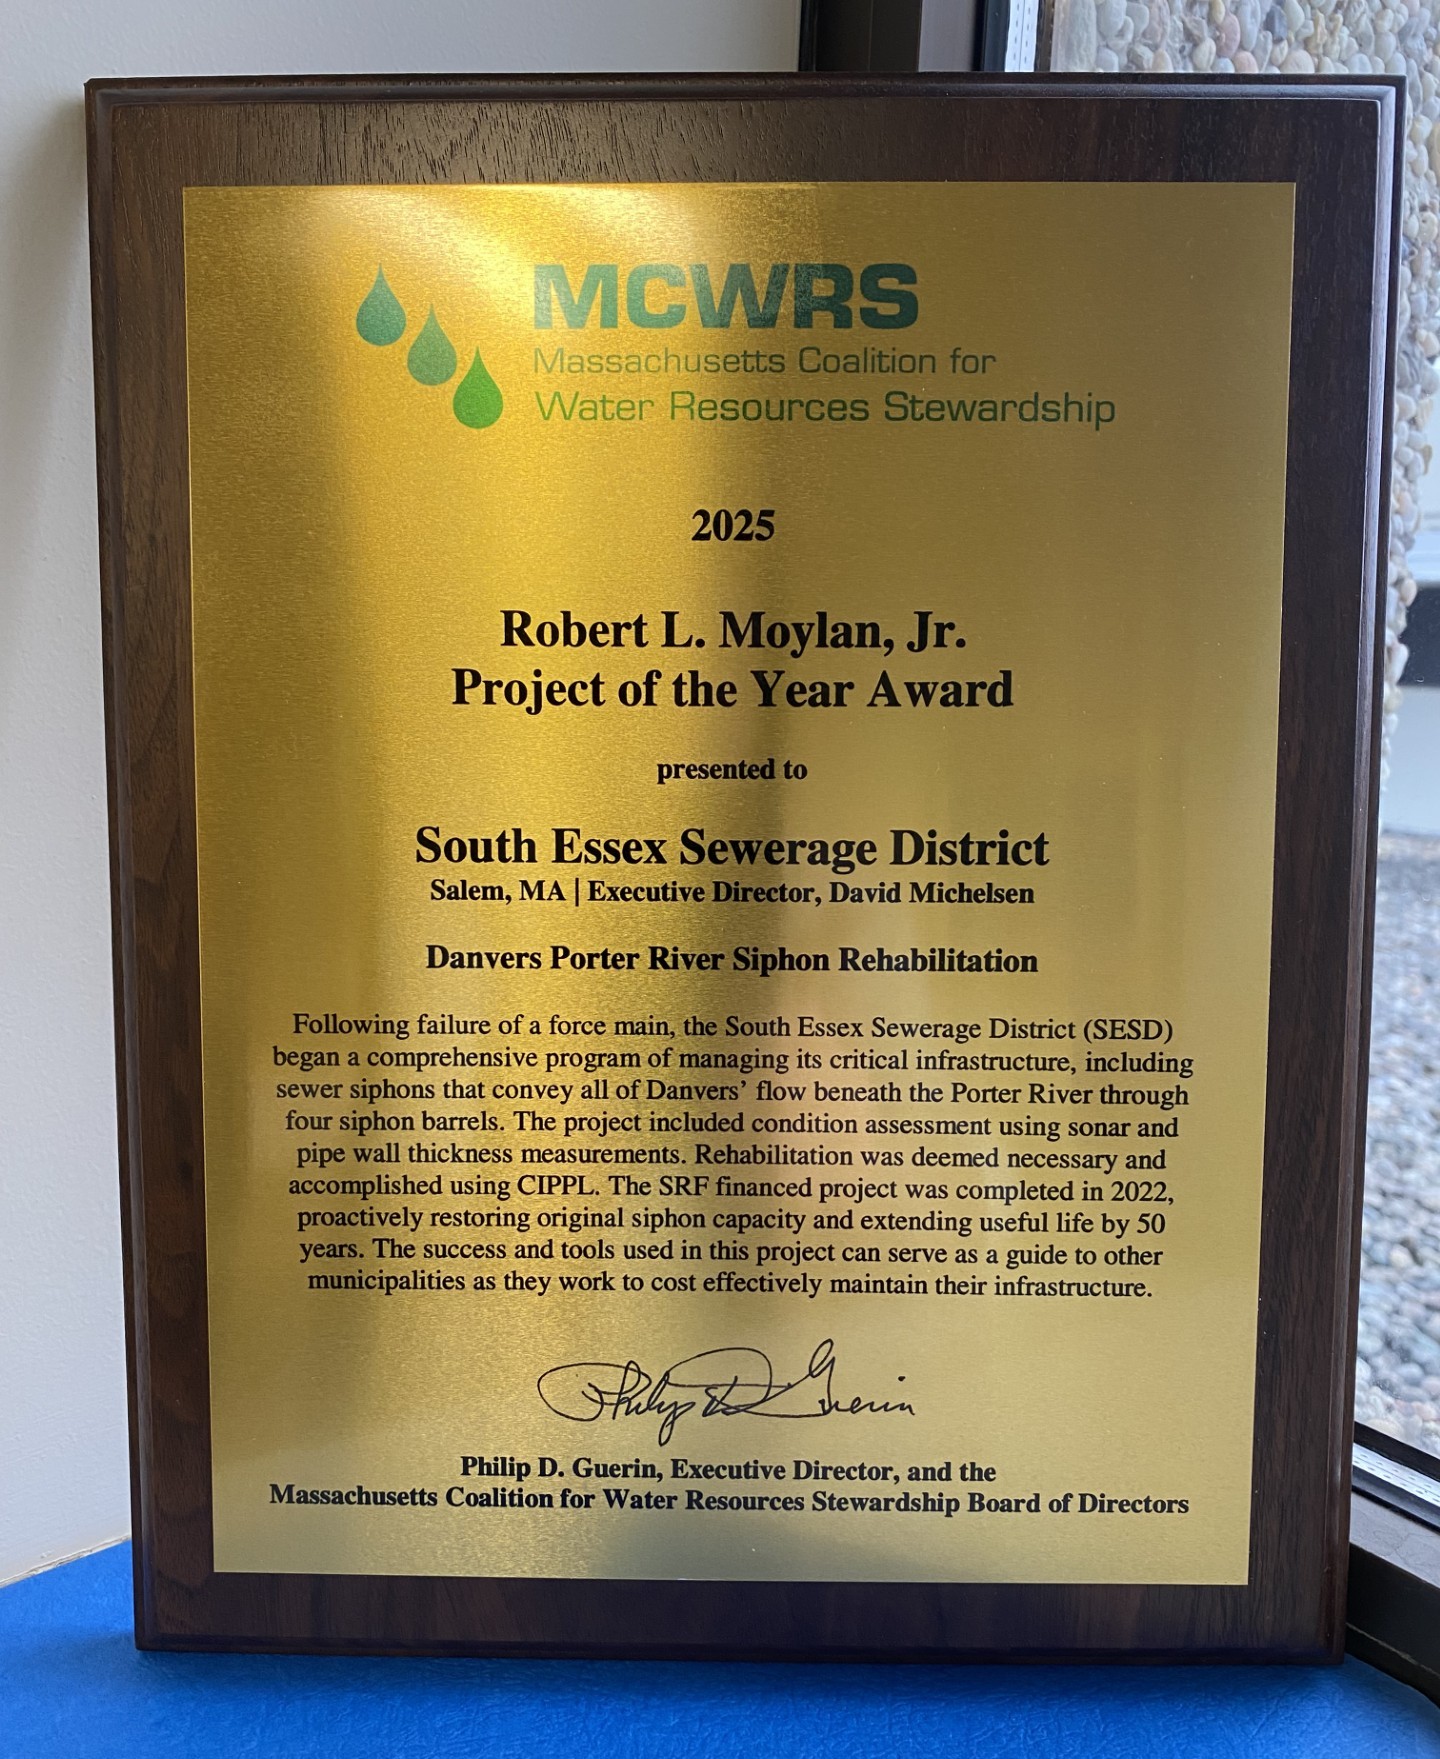 MCWRS
Massachusetts Coalition for
Water Resources Stewardship
2025
Robert L. Moylan, Jr.
Project of the Year Award
presented to
South Essex Sewerage District
Salem, MA | Executive Director, David Michelsen
Danvers Porter River Siphon Rehabilitation
Following failure of a force main, the South Essex Sewerage District (SESD)
began a comprehensive program of managing its critical infrastructure, including
sewer siphons that convey all of Danvers' flow beneath the Porter River through
four siphon barrels. The project included condition assessment using sonar and
pipe wall thickness measurements. Rehabilitation was deemed necessary and
accomplished using CIPPL. The SRF financed project was completed in 2022,
proactively restoring original siphon capacity and extending useful life by 50
years. The success and tools used in this project can serve as a guide to other
municipalities as they work to cost effectively maintain their infrastructure.
Philip D Guerin
Philip D. Guerin, Executive Director, and the
Massachusetts Coalition for Water Resources Stewardship Board of Directors